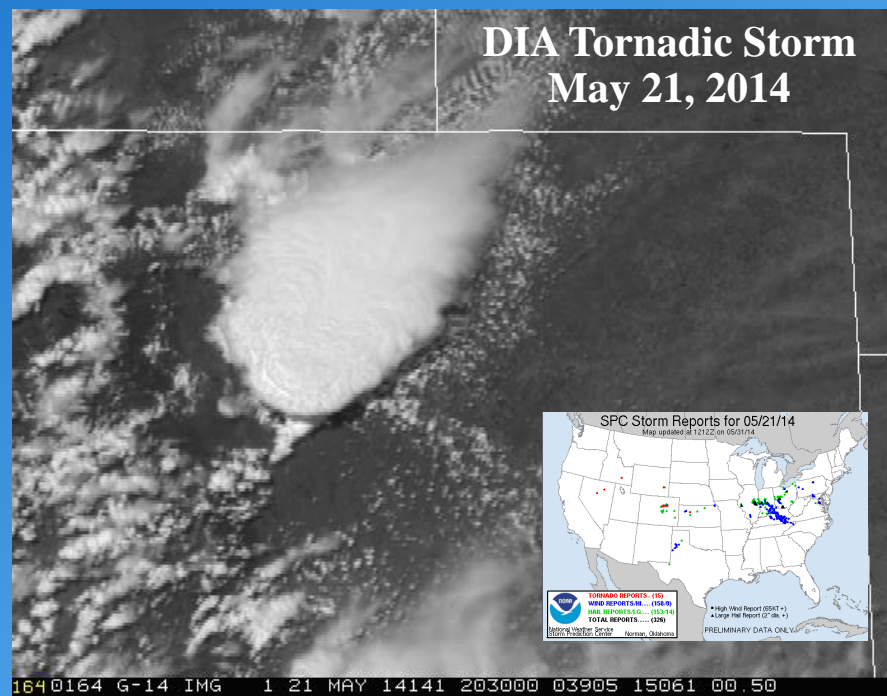 DIA Tornadic Storm
May 21, 2014
SPC Storm Reports for 05/21/14
Map updated at 1212Z on 05/31/14
NOAA
TORNADO REPORTS.. (15)
WIND REPORTS/HI..... (158/0)
HAIL REPORTS/LG..... (153/14)
TOTAL REPORTS...... (326)
National Weather Service
Storm Prediction Center Norman, Oklahoma
High Wind Report (65KT +)
Large Hail Report (2" dia. +)
PRELIMINARY DATA ONLY
164 0164 G-14 IMG 1 21 MAY 14141 203000 03905 15061 00.50